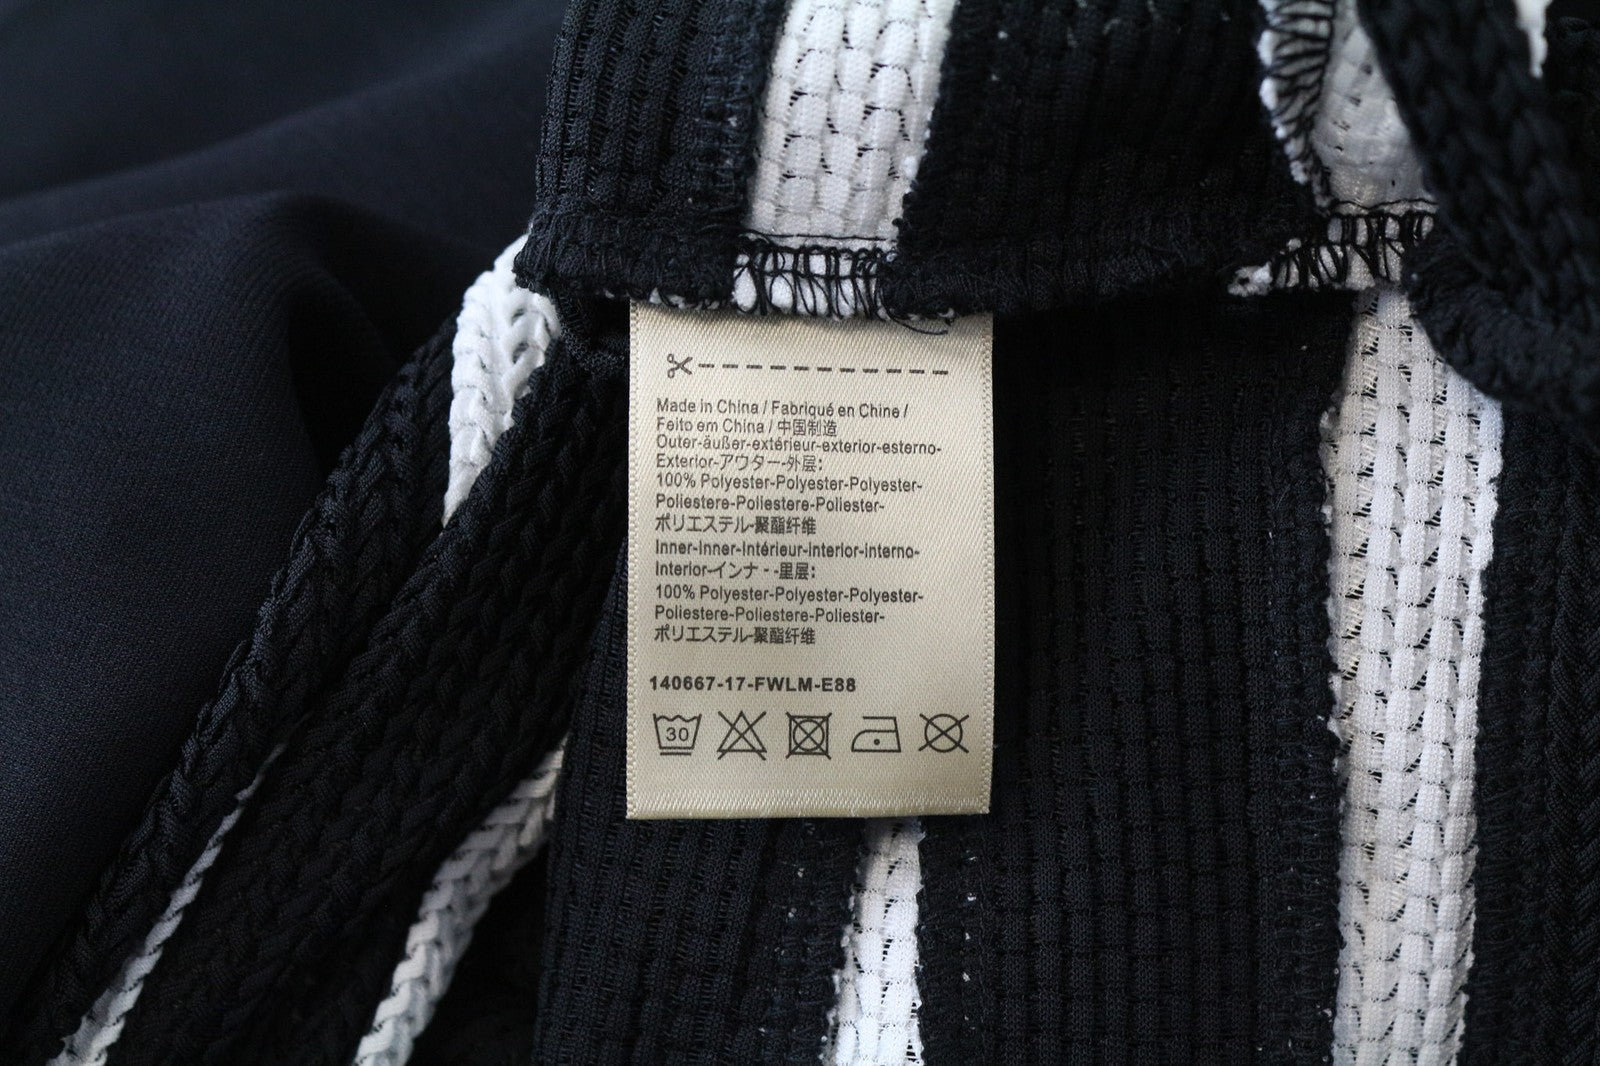 Made in China / Fabriqué en Chine /
Feito em China / 中国制造
Outer-äußer-extérieur-exterior-esterno-
Exterior-アウター-外层:
100% Polyester-Polyester-Polyester-
Poliestere-Poliestere-Poliester-
ポリエステル-聚酯纤维
Inner-Inner-Intérieur-interior-interno-
Interior-インナ - -里层:
100% Polyester-Polyester-Polyester-
Poliestere-Poliestere-Poliester-
ポリエステル-聚酯纤维
140667-17-FWLM-E88
30